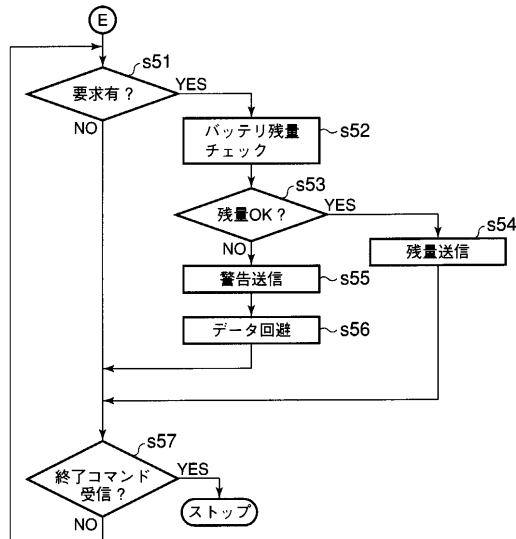 E
s51
要求有？
YES
NO
バッテリ残量
チェック
s52
s53
残量OK？
YES
NO
s54
残量送信
警告送信
s55
データ回避
s56
s57
終了コマンド
受信？
YES
NO
ストップ